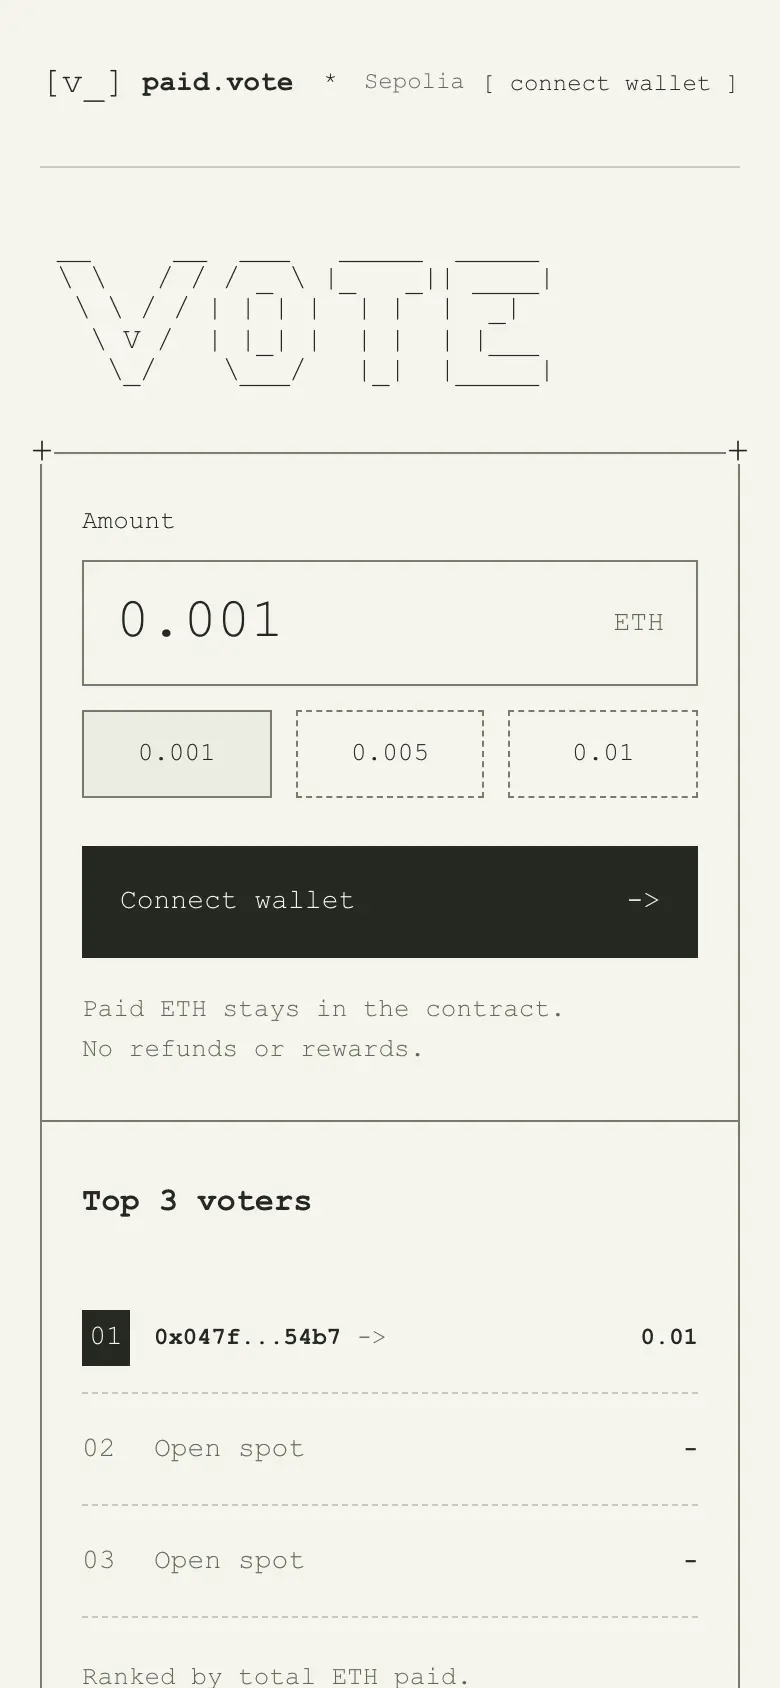 [v_] paid.vote * Sepolia [ connect wallet ]
VOTE
Amount
0.001 ETH
0.001 0.005 0.01
Connect wallet ->
Paid ETH stays in the contract.
No refunds or rewards.
Top 3 voters
01 0x047f...54b7 -> 0.01
02 Open spot -
03 Open spot -
Ranked by total ETH paid.